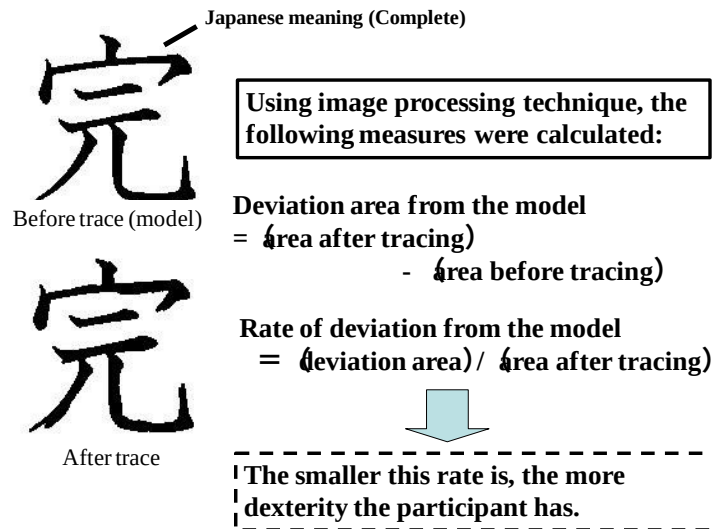 Japanese meaning (Complete)
完
Before trace (model)
完
After trace
Using image processing technique, the
following measures were calculated:
Deviation area from the model
= (area after tracing)
- (area before tracing)
Rate of deviation from the model
= (deviation area) / (area after tracing)
The smaller this rate is, the more
dexterity the participant has.